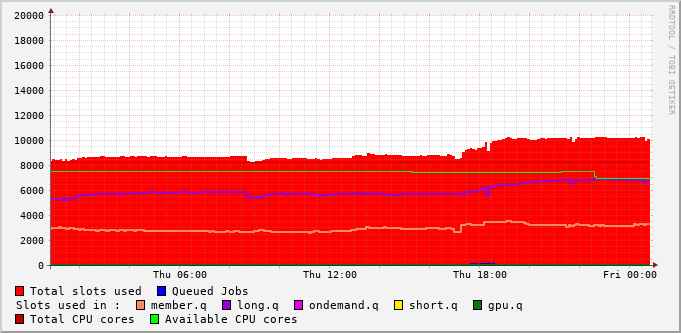 RRDTOOL / TOBI OETIKER
20000
18000
16000
14000
12000
10000
8000
6000
4000
2000
0
Thu 06:00 Thu 12:00 Thu 18:00 Fri 00:00
Total slots used Queued Jobs
Slots used in : member.q long.q ondemand.q short.q gpu.q
Total CPU cores Available CPU cores